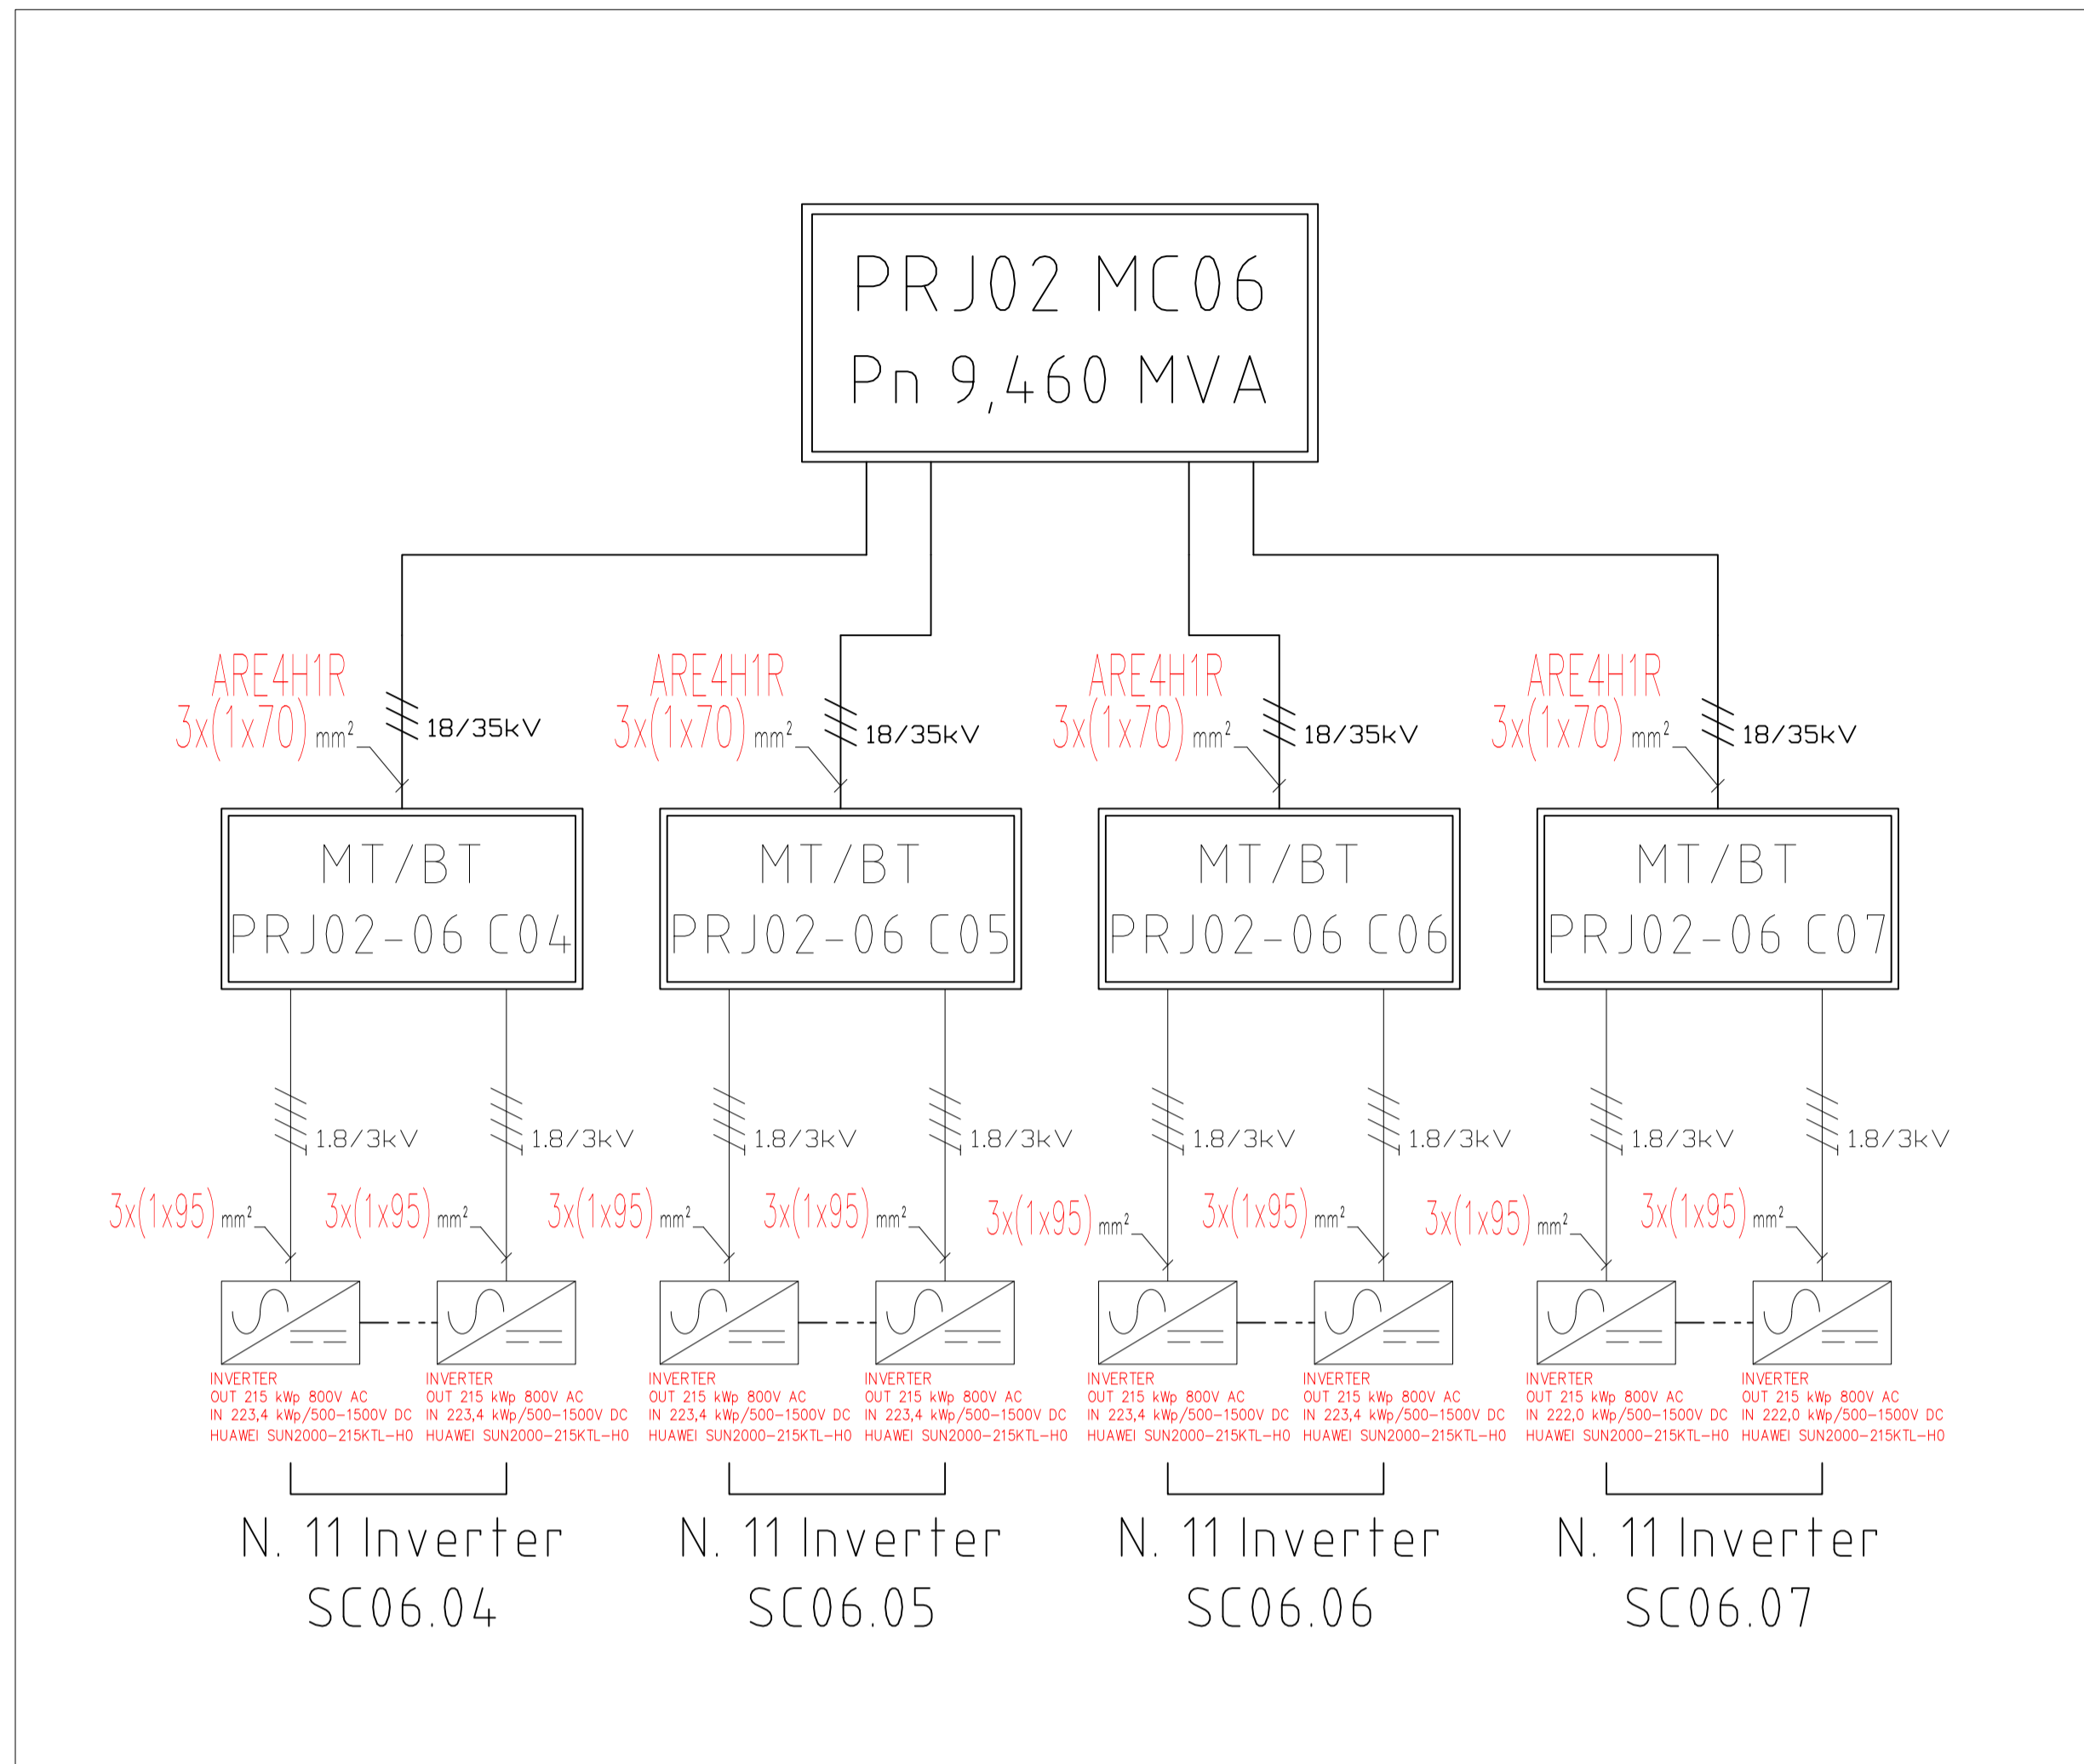 PRJ02 MC06
Pn 9,460 MVA
ARE4H1R
3x(1x70) mm²
18/35kV
ARE4H1R
3x(1x70) mm²
18/35kV
ARE4H1R
3x(1x70) mm²
18/35kV
ARE4H1R
3x(1x70) mm²
18/35kV
MT/BT
PRJ02-06 C04
MT/BT
PRJ02-06 C05
MT/BT
PRJ02-06 C06
MT/BT
PRJ02-06 C07
1.8/3kV
1.8/3kV
1.8/3kV
1.8/3kV
1.8/3kV
1.8/3kV
1.8/3kV
1.8/3kV
3x(1x95) mm²
3x(1x95) mm²
3x(1x95) mm²
3x(1x95) mm²
3x(1x95) mm²
3x(1x95) mm²
3x(1x95) mm²
3x(1x95) mm²
INVERTER
OUT 215 kWp 800V AC
IN 223,4 kWp/500-1500V DC
HUAWEI SUN2000-215KTL-H0
INVERTER
OUT 215 kWp 800V AC
IN 223,4 kWp/500-1500V DC
HUAWEI SUN2000-215KTL-H0
INVERTER
OUT 215 kWp 800V AC
IN 223,4 kWp/500-1500V DC
HUAWEI SUN2000-215KTL-H0
INVERTER
OUT 215 kWp 800V AC
IN 223,4 kWp/500-1500V DC
HUAWEI SUN2000-215KTL-H0
INVERTER
OUT 215 kWp 800V AC
IN 223,4 kWp/500-1500V DC
HUAWEI SUN2000-215KTL-H0
INVERTER
OUT 215 kWp 800V AC
IN 223,4 kWp/500-1500V DC
HUAWEI SUN2000-215KTL-H0
INVERTER
OUT 215 kWp 800V AC
IN 222,0 kWp/500-1500V DC
HUAWEI SUN2000-215KTL-H0
INVERTER
OUT 215 kWp 800V AC
IN 222,0 kWp/500-1500V DC
HUAWEI SUN2000-215KTL-H0
N. 11 Inverter
SC06.04
N. 11 Inverter
SC06.05
N. 11 Inverter
SC06.06
N. 11 Inverter
SC06.07